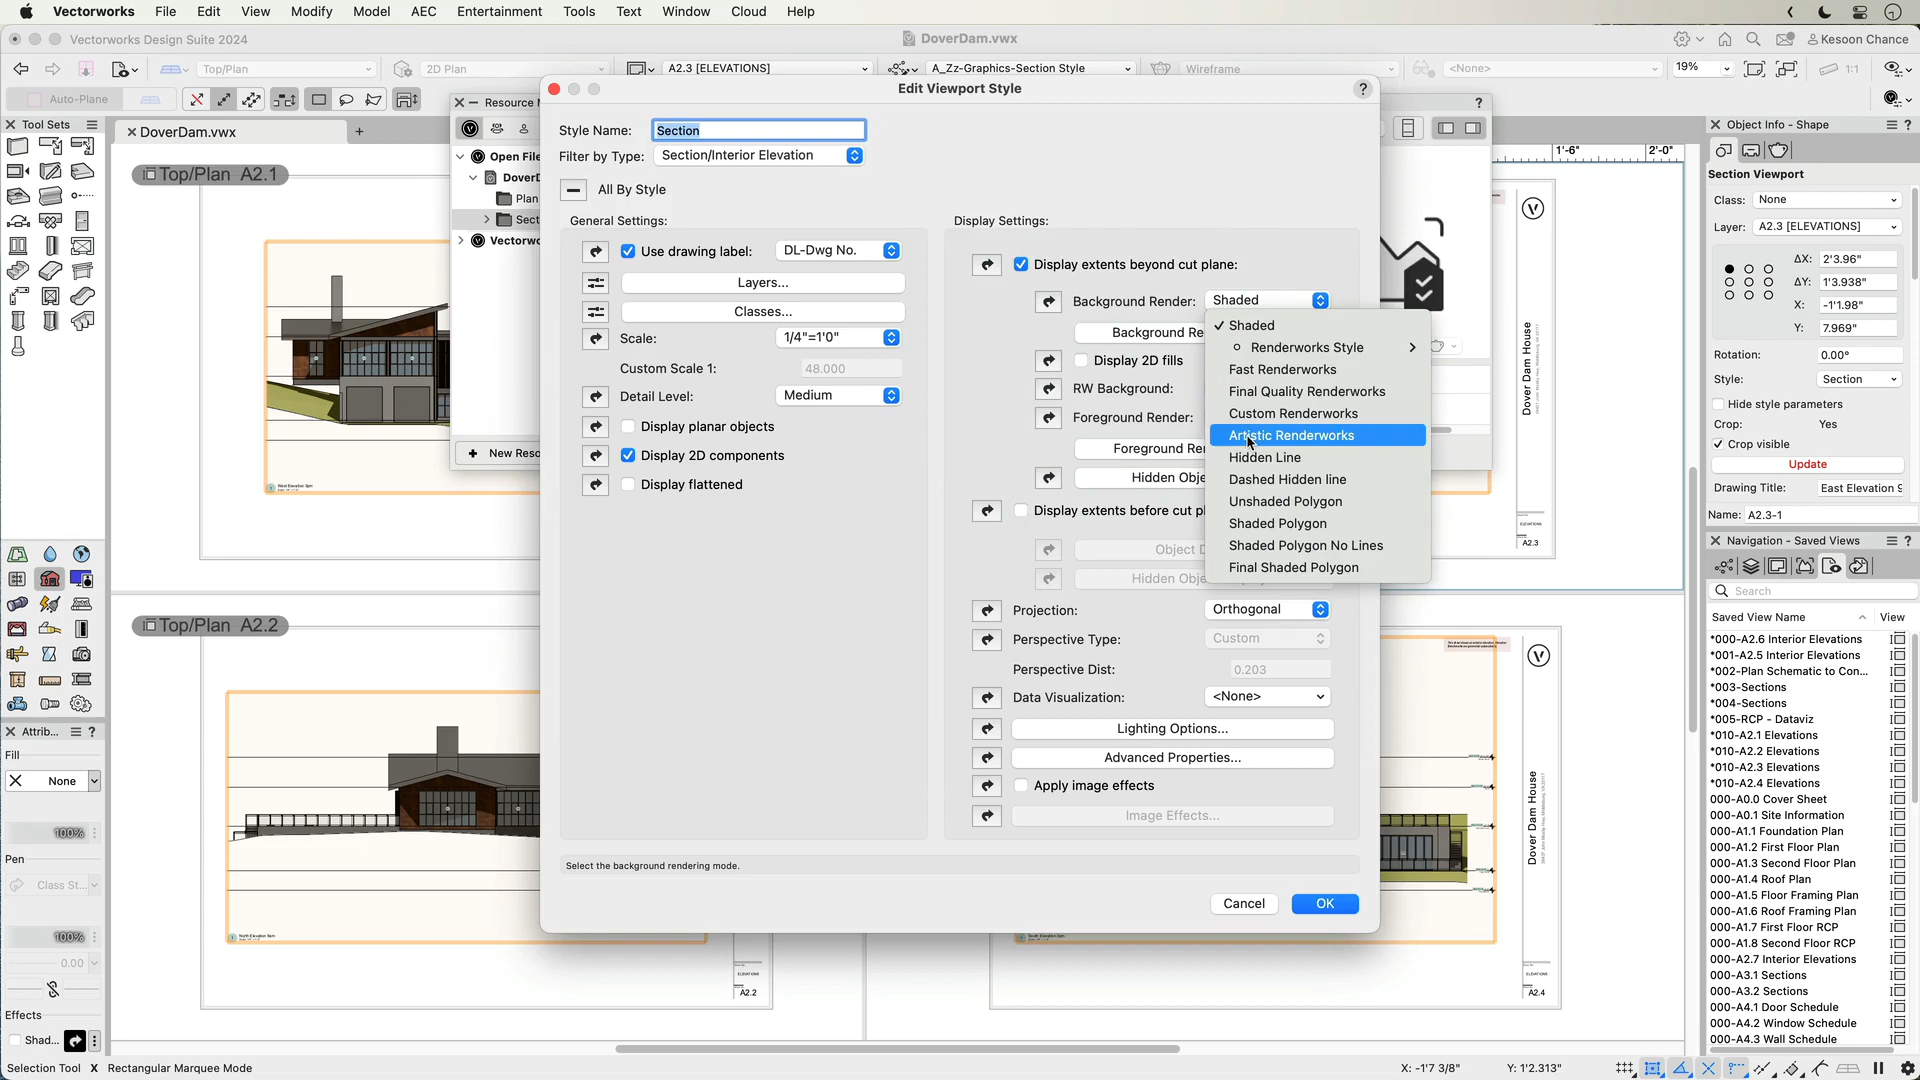 Vectorworks File Edit View Modify Model AEC Entertainment Tools Text Window Cloud Help
Vectorworks Design Suite 2024
DoverDam.vwx
Kesoon Chance
Top/Plan
2D Plan
A2.3 [ELEVATIONS]
A_Zz-Graphics-Section Style
Wireframe
<None>
19%
1:1
Auto-Plane
Tool Sets
DoverDam.vwx
Top/Plan A2.1
Top/Plan A2.2
Resource M
Open File
DoverD
Plan
Sect
Vectorwo
New Reso
Edit Viewport Style
Style Name: Section
Filter by Type: Section/Interior Elevation
All By Style
General Settings:
Use drawing label: DL-Dwg No.
Layers...
Classes...
Scale: 1/4"=1'0"
Custom Scale 1: 48.000
Detail Level: Medium
Display planar objects
Display 2D components
Display flattened
Display Settings:
Display extents beyond cut plane:
Background Render: Shaded
Background Re
Display 2D fills
RW Background:
Foreground Render:
Foreground Rer
Hidden Obje
Display extents before cut pl
Object D
Hidden Obje
Shaded
Renderworks Style
Fast Renderworks
Final Quality Renderworks
Custom Renderworks
Artistic Renderworks
Hidden Line
Dashed Hidden line
Unshaded Polygon
Shaded Polygon
Shaded Polygon No Lines
Final Shaded Polygon
Projection: Orthogonal
Perspective Type: Custom
Perspective Dist: 0.203
Data Visualization: <None>
Lighting Options...
Advanced Properties...
Apply image effects
Image Effects...
Select the background rendering mode.
Cancel OK
1'-6" 2'-0"
Dover Dam House
ELEVATIONS
A2.3
Dover Dam House
ELEVATIONS
A2.4
ELEVATIONS
A2.2
West Elevation 3pm
North Elevation 3pm
South Elevation 3pm
Object Info - Shape
Section Viewport
Class: None
Layer: A2.3 [ELEVATIONS]
ΔX: 2'3.96"
ΔY: 1'3.938"
X: -1'1.98"
Y: 7.969"
Rotation: 0.00°
Style: Section
Hide style parameters
Crop: Yes
Crop visible
Update
Drawing Title: East Elevation 9
Name: A2.3-1
Navigation - Saved Views
Search
Saved View Name View
*000-A2.6 Interior Elevations
*001-A2.5 Interior Elevations
*002-Plan Schematic to Con...
*003-Sections
*004-Sections
*005-RCP - Dataviz
*010-A2.1 Elevations
*010-A2.2 Elevations
*010-A2.3 Elevations
*010-A2.4 Elevations
000-A0.0 Cover Sheet
000-A0.1 Site Information
000-A1.1 Foundation Plan
000-A1.2 First Floor Plan
000-A1.3 Second Floor Plan
000-A1.4 Roof Plan
000-A1.5 Floor Framing Plan
000-A1.6 Roof Framing Plan
000-A1.7 First Floor RCP
000-A1.8 Second Floor RCP
000-A2.7 Interior Elevations
000-A3.1 Sections
000-A3.2 Sections
000-A4.1 Door Schedule
000-A4.2 Window Schedule
000-A4.3 Wall Schedule
Attrib...
Fill
None
100%
Pen
Class St...
100%
0.00
Effects
Shad...
Selection Tool X Rectangular Marquee Mode
X: -1'7 3/8"
Y: 1'2.313"